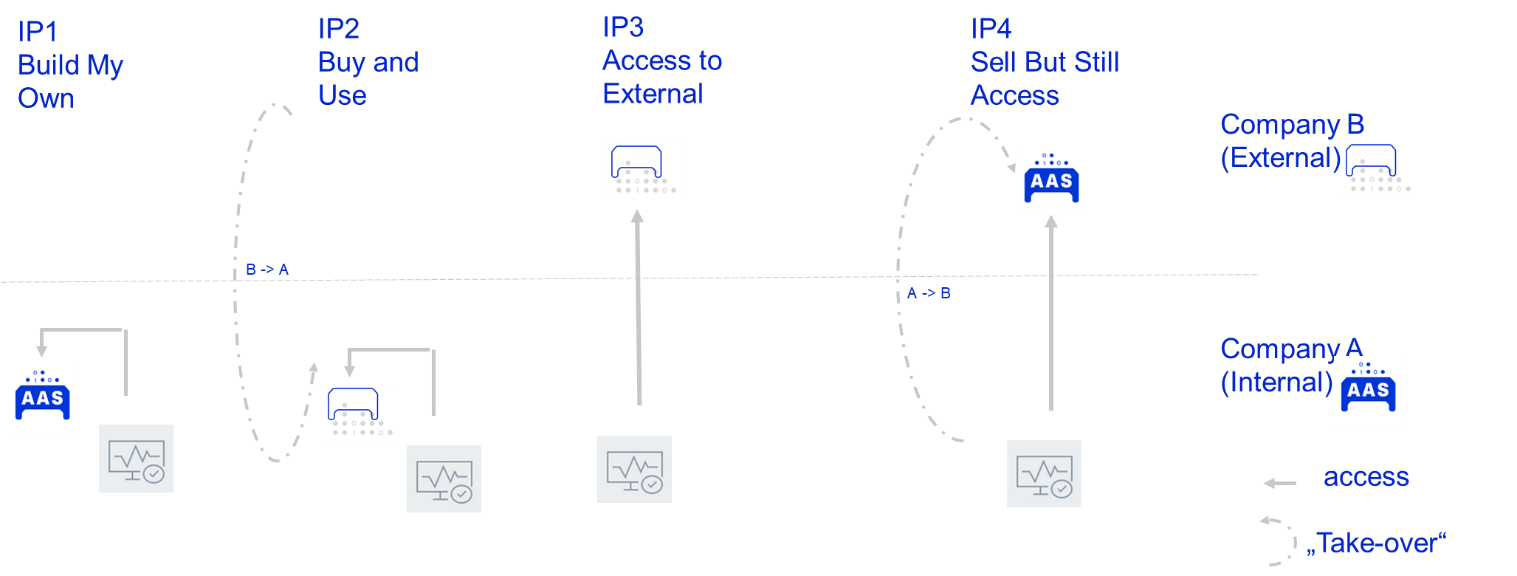 IP1
Build My
Own
IP2
Buy and
Use
IP3
Access to
External
IP4
Sell But Still
Access
Company B
(External)
AAS
B -> A
A -> B
Company A
(Internal)
AAS
AAS
access
„Take-over“